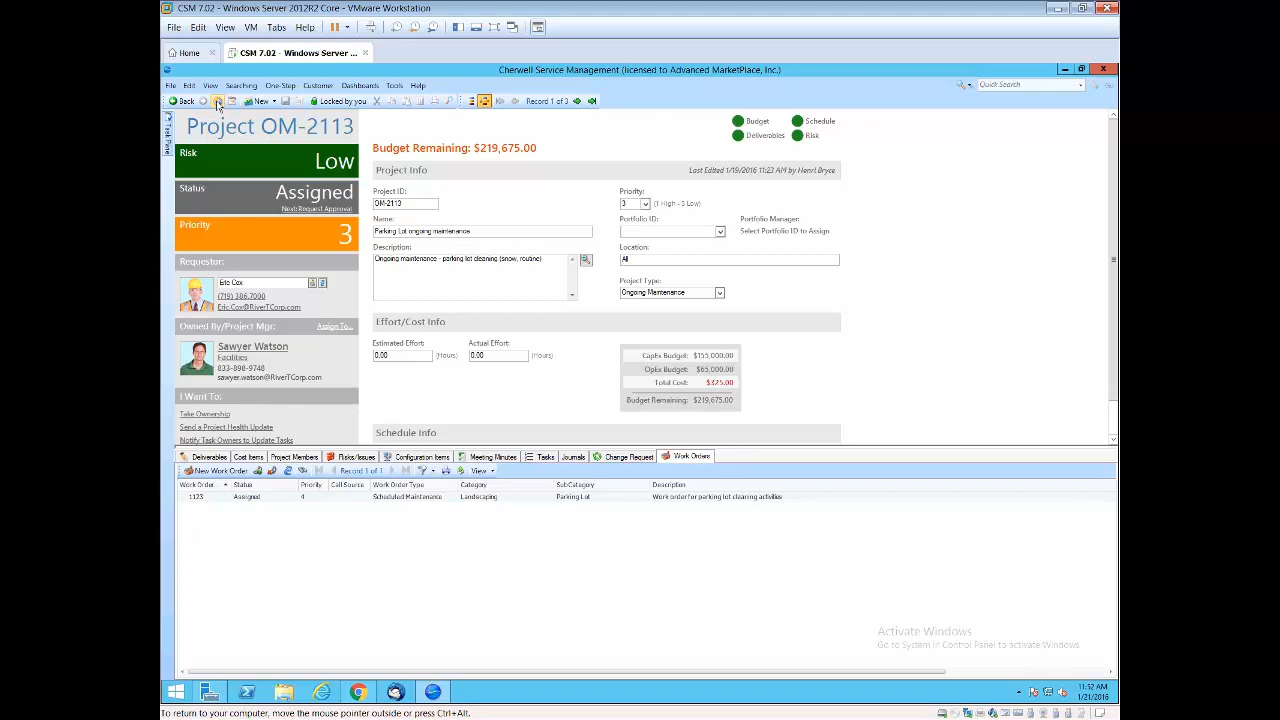 CSM 7.02 - Windows Server 2012R2 Core - VMware Workstation
File Edit View VM Tabs Help
Home CSM 7.02 - Windows Server ...
Cherwell Service Management (licensed to Advanced MarketPlace, Inc.)
File Edit View Searching One-Step Customer Dashboards Tools Help Quick Search
Back New Locked by you Record 1 of 3
Task Pane
Project OM-2113
Risk
Low
Status
Assigned
Next: Request Approval
Priority
3
Requestor:
Eric Cox
(719) 386.7000
Eric.Cox@RiverTCorp.com
Owned By/Project Mgr: Assign To...
Sawyer Watson
Facilities
833-898-9748
sawyer.watson@RiverTCorp.com
I Want To:
Take Ownership
Send a Project Health Update
Notify Task Owners to Update Tasks
Budget Schedule
Deliverables Risk
Budget Remaining: $219,675.00
Project Info Last Edited 1/19/2016 11:23 AM by Henri Bryce
Project ID:
OM-2113
Priority:
3 (1 High - 5 Low)
Name:
Parking Lot ongoing maintenance
Portfolio ID: Portfolio Manager:
Select Portfolio ID to Assign
Description:
Ongoing maintenance - parking lot cleaning (snow, routine)
Location:
All
Project Type:
Ongoing Maintenance
Effort/Cost Info
Estimated Effort: Actual Effort:
0.00 (Hours) 0.00 (Hours)
CapEx Budget: $155,000.00
OpEx Budget: $65,000.00
Total Cost: $325.00
Budget Remaining: $219,675.00
Schedule Info
Deliverables Cost Items Project Members Risks/Issues Configuration Items Meeting Minutes Tasks Journals Change Request Work Orders
New Work Order Record 1 of 1 View
Work Order Status Priority Call Source Work Order Type Category SubCategory Description
1123 Assigned 4 Scheduled Maintenance Landscaping Parking Lot Work order for parking lot cleaning activities
Activate Windows
Go to System in Control Panel to activate Windows.
11:52 AM
1/21/2016
To return to your computer, move the mouse pointer outside or press Ctrl+Alt.